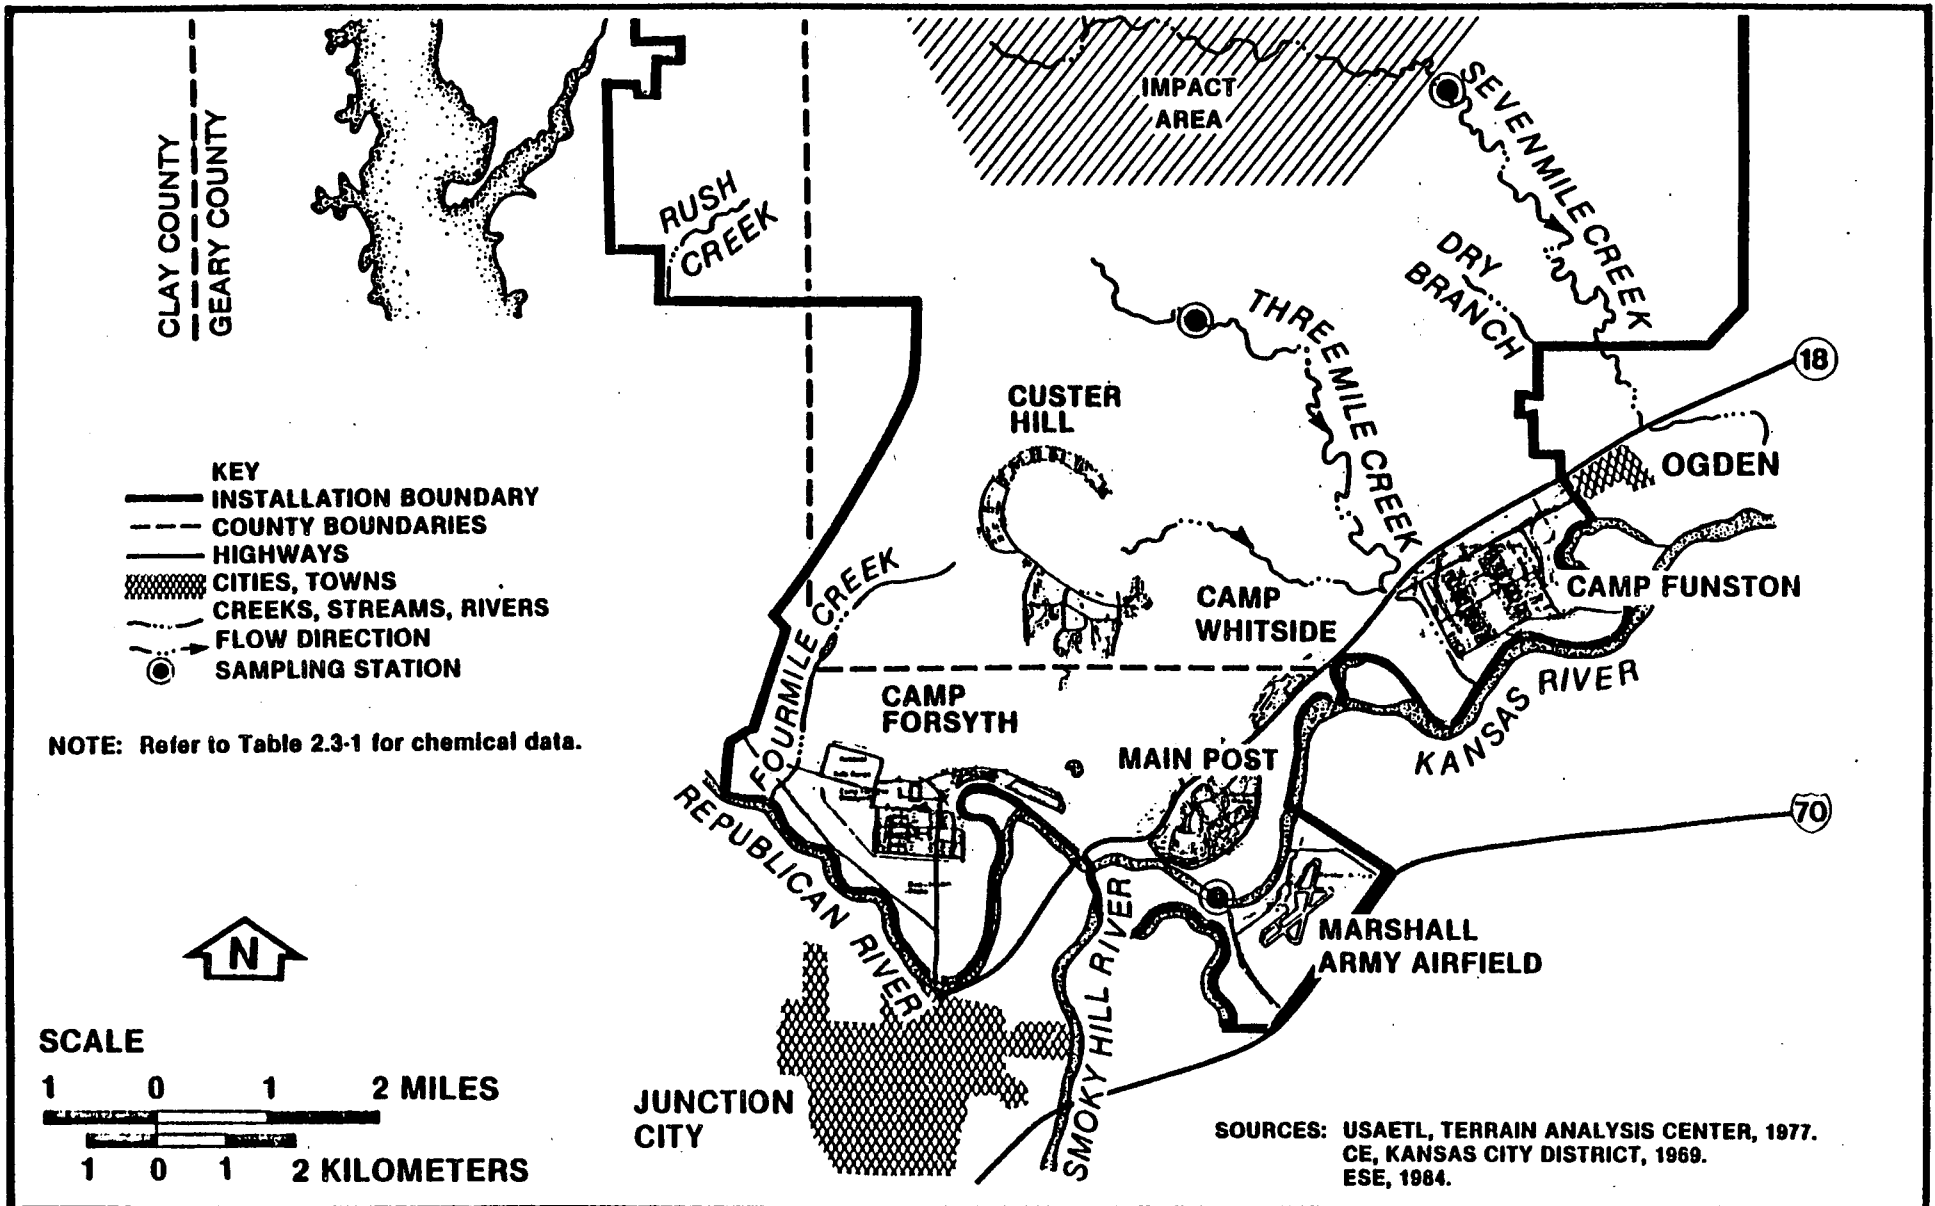 CLAY COUNTY
GEARY COUNTY
RUSH
CREEK
IMPACT
AREA
SEVENMILE CREEK
DRY
BRANCH
THREEMILE CREEK
18
CUSTER
HILL
OGDEN
KEY
INSTALLATION BOUNDARY
COUNTY BOUNDARIES
HIGHWAYS
CITIES, TOWNS
CREEKS, STREAMS, RIVERS
FLOW DIRECTION
SAMPLING STATION
NOTE: Refer to Table 2.3-1 for chemical data.
FOURMILE CREEK
CAMP
WHITSIDE
CAMP FUNSTON
KANSAS RIVER
CAMP
FORSYTH
MAIN POST
REPUBLICAN RIVER
70
SMOKY HILL RIVER
MARSHALL
ARMY AIRFIELD
N
SCALE
1 0 1 2 MILES
1 0 1 2 KILOMETERS
JUNCTION
CITY
SOURCES: USAETL, TERRAIN ANALYSIS CENTER, 1977.
CE, KANSAS CITY DISTRICT, 1969.
ESE, 1984.